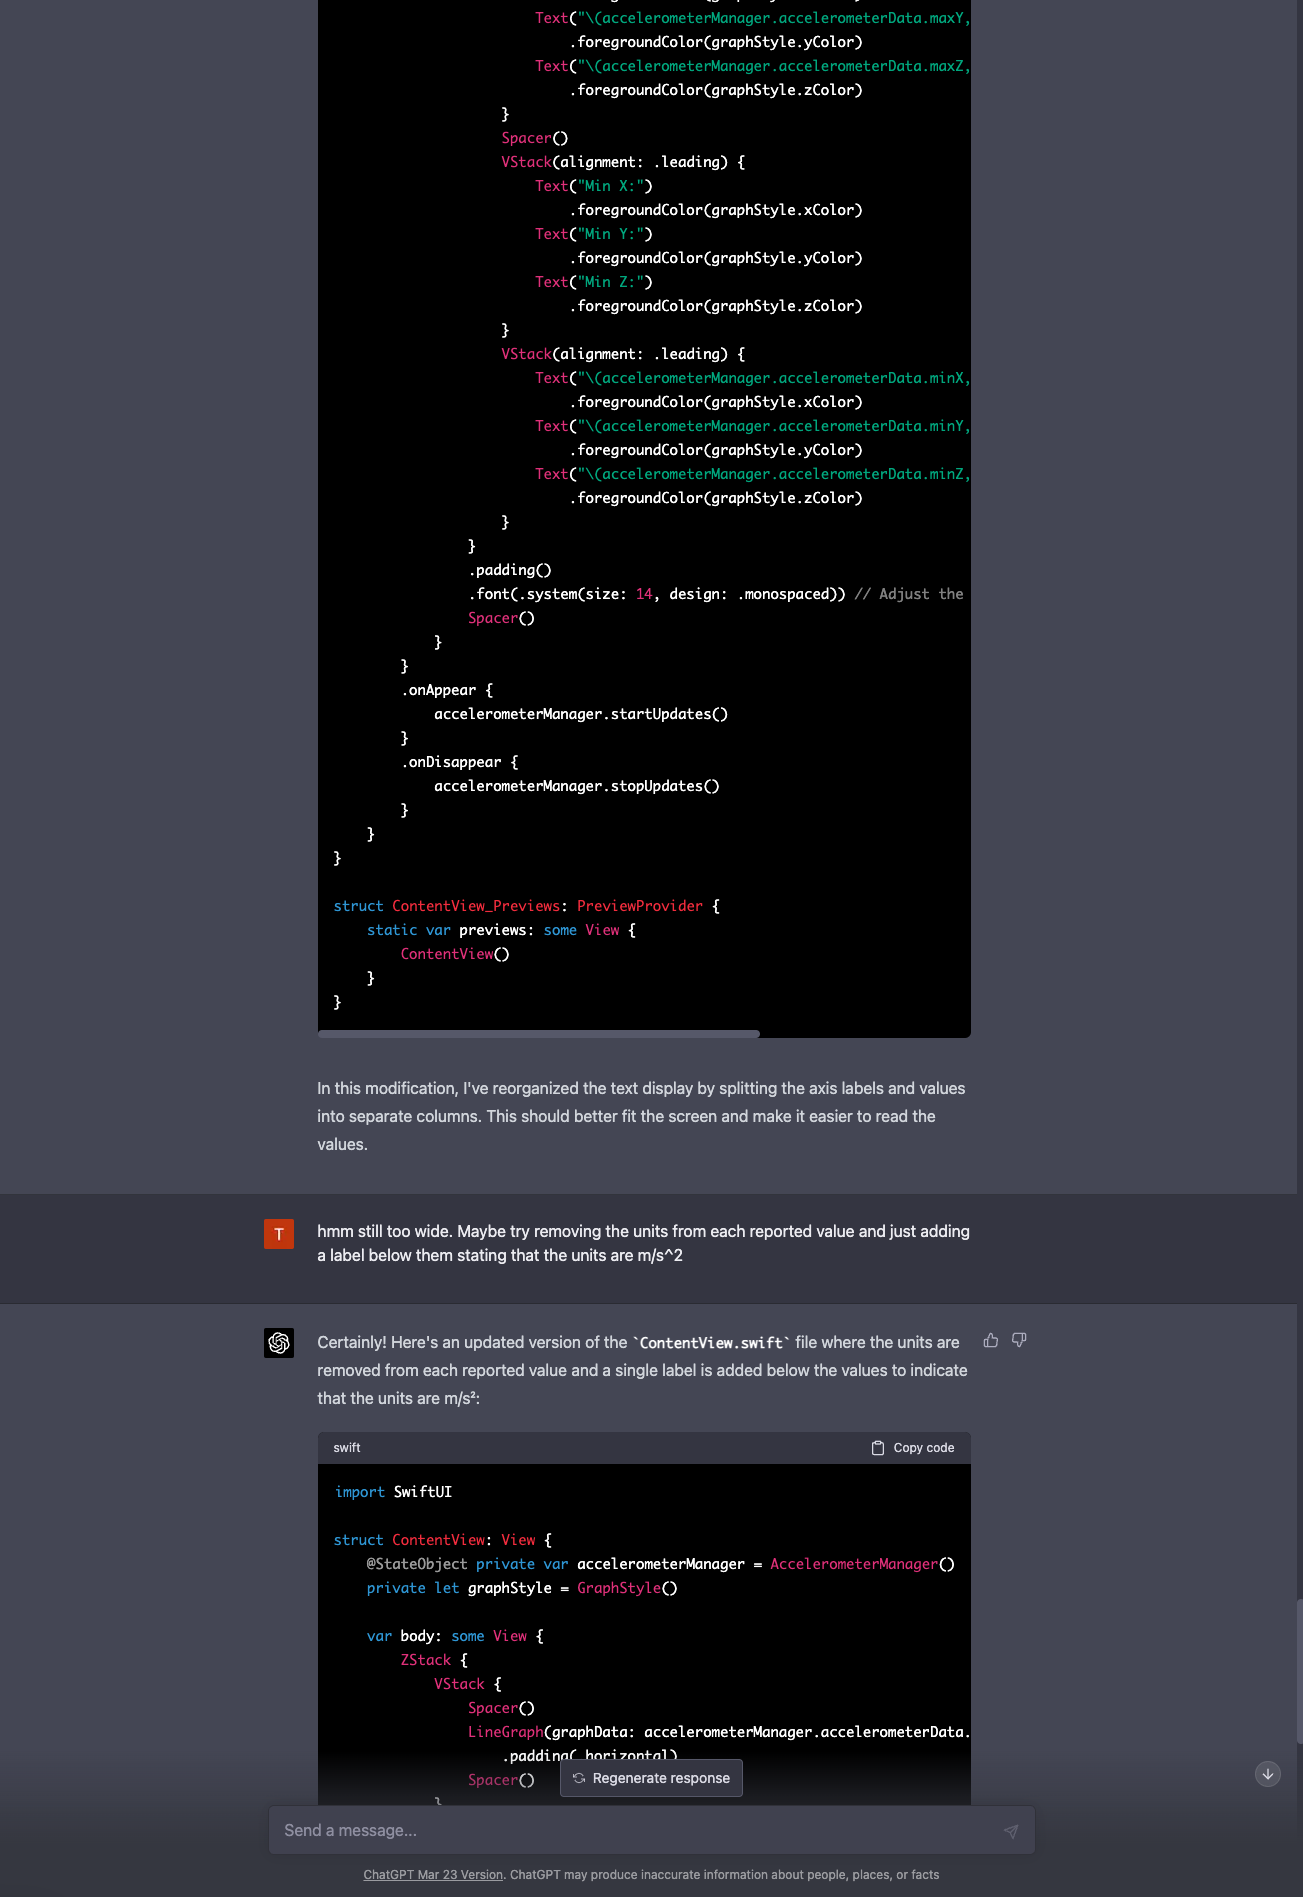 Text("\(accelerometerManager.accelerometerData.maxY,
.foregroundColor(graphStyle.yColor)
Text("\(accelerometerManager.accelerometerData.maxZ,
.foregroundColor(graphStyle.zColor)
}
Spacer()
VStack(alignment: .leading) {
Text("Min X:")
.foregroundColor(graphStyle.xColor)
Text("Min Y:")
.foregroundColor(graphStyle.yColor)
Text("Min Z:")
.foregroundColor(graphStyle.zColor)
}
VStack(alignment: .leading) {
Text("\(accelerometerManager.accelerometerData.minX,
.foregroundColor(graphStyle.xColor)
Text("\(accelerometerManager.accelerometerData.minY,
.foregroundColor(graphStyle.yColor)
Text("\(accelerometerManager.accelerometerData.minZ,
.foregroundColor(graphStyle.zColor)
}
}
.padding()
.font(.system(size: 14, design: .monospaced)) // Adjust the
Spacer()
}
}
.onAppear {
accelerometerManager.startUpdates()
}
.onDisappear {
accelerometerManager.stopUpdates()
}
}
}
struct ContentView_Previews: PreviewProvider {
static var previews: some View {
ContentView()
}
}
In this modification, I've reorganized the text display by splitting the axis labels and values
into separate columns. This should better fit the screen and make it easier to read the
values.
T
hmm still too wide. Maybe try removing the units from each reported value and just adding
a label below them stating that the units are m/s^2
Certainly! Here's an updated version of the `ContentView.swift` file where the units are
removed from each reported value and a single label is added below the values to indicate
that the units are m/s²:
swift
Copy code
import SwiftUI
struct ContentView: View {
@StateObject private var accelerometerManager = AccelerometerManager()
private let graphStyle = GraphStyle()
var body: some View {
ZStack {
VStack {
Spacer()
LineGraph(graphData: accelerometerManager.accelerometerData.
.padding(.horizontal)
Spacer()
}
Regenerate response
Send a message...
ChatGPT Mar 23 Version. ChatGPT may produce inaccurate information about people, places, or facts